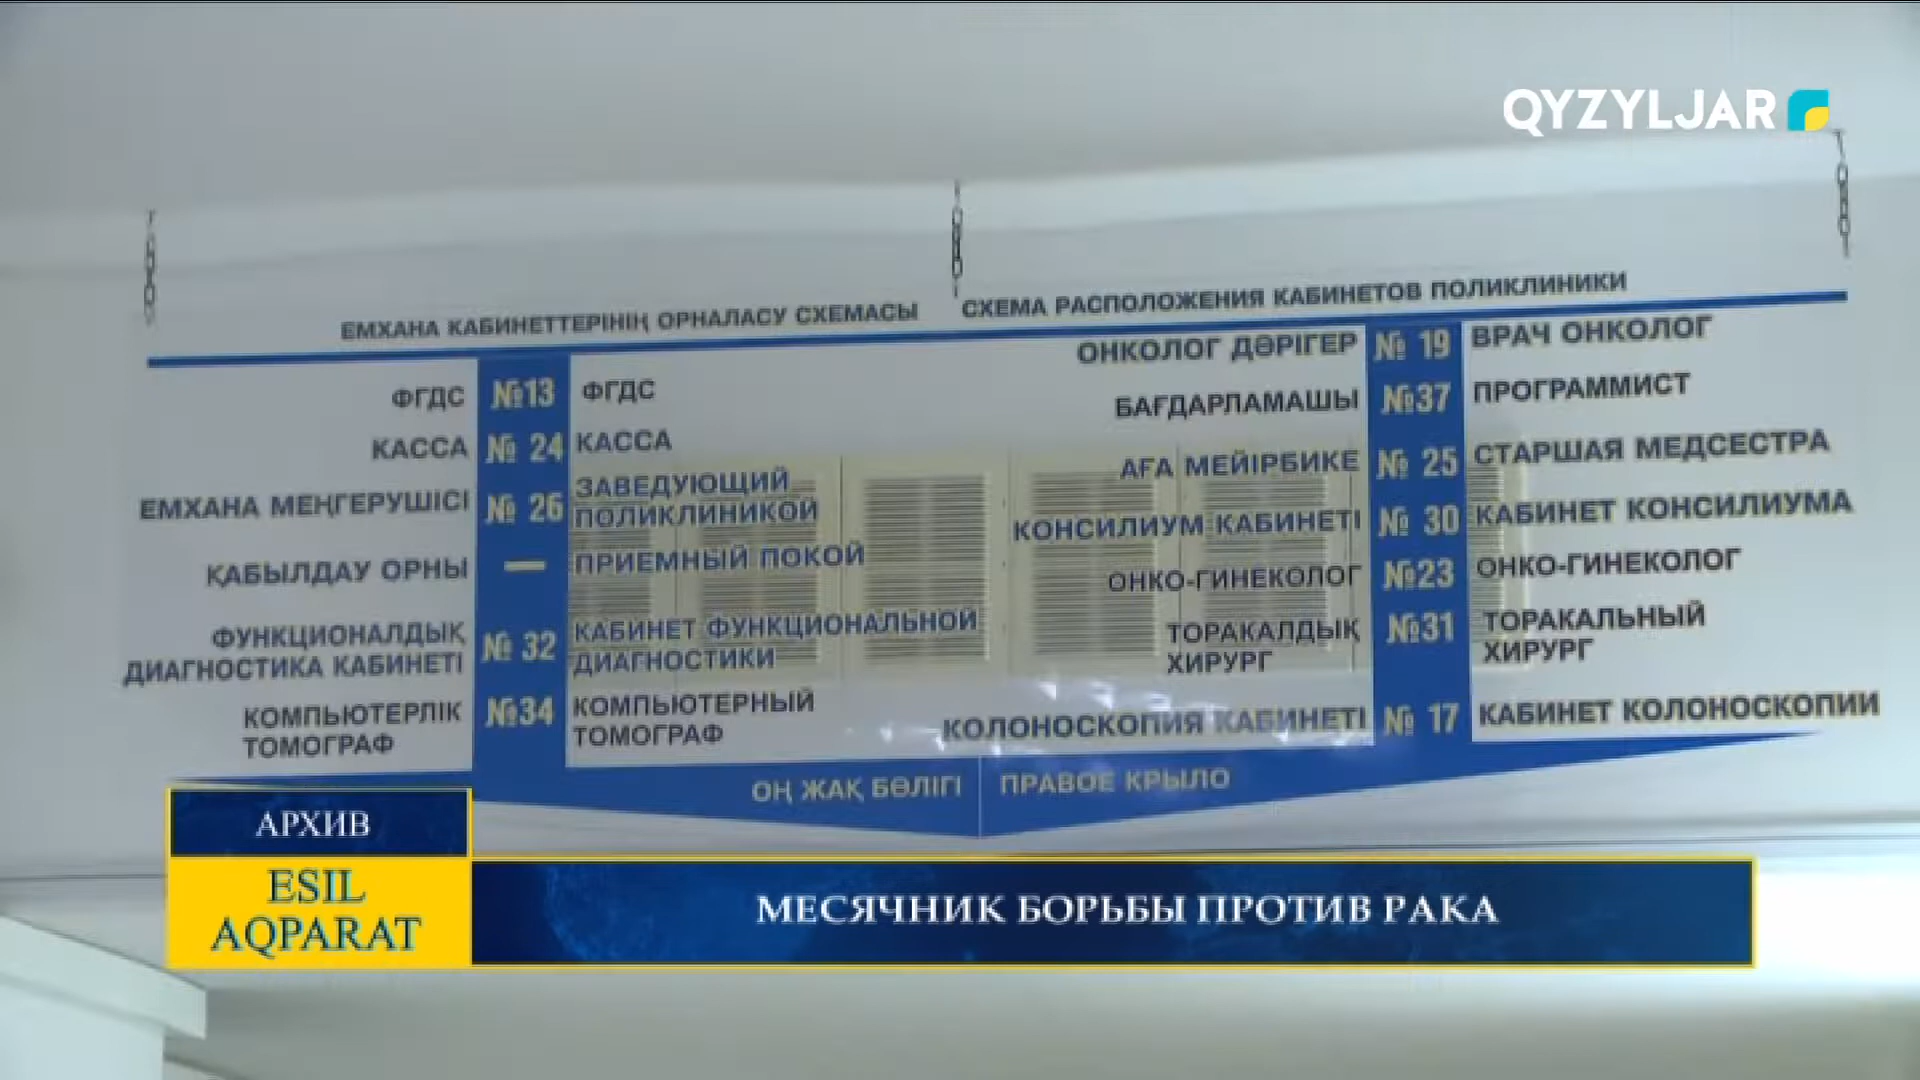 QYZYLJAR
ЕМХАНА КАБИНЕТТЕРІНІҢ ОРНАЛАСУ СХЕМАСЫ
СХЕМА РАСПОЛОЖЕНИЯ КАБИНЕТОВ ПОЛИКЛИНИКИ
ФГДС №13 ФГДС
КАССА № 24 КАССА
ЕМХАНА МЕҢГЕРУШІСІ № 26 ЗАВЕДУЮЩИЙ
ПОЛИКЛИНИКОЙ
ҚАБЫЛДАУ ОРНЫ — ПРИЕМНЫЙ ПОКОЙ
ФУНКЦИОНАЛДЫҚ
ДИАГНОСТИКА КАБИНЕТІ
№ 32
КАБИНЕТ ФУНКЦИОНАЛЬНОЙ
ДИАГНОСТИКИ
КОМПЬЮТЕРЛІК
ТОМОГРАФ
№34
КОМПЬЮТЕРНЫЙ
ТОМОГРАФ
ОНКОЛОГ ДӘРІГЕР № 19 ВРАЧ ОНКОЛОГ
БАҒДАРЛАМАШЫ №37 ПРОГРАММИСТ
АҒА МЕЙІРБИКЕ № 25 СТАРШАЯ МЕДСЕСТРА
КОНСИЛИУМ КАБИНЕТІ № 30 КАБИНЕТ КОНСИЛИУМА
ОНКО-ГИНЕКОЛОГ №23 ОНКО-ГИНЕКОЛОГ
ТОРАКАЛДЫҚ
ХИРУРГ
№31
ТОРАКАЛЬНЫЙ
ХИРУРГ
КОЛОНОСКОПИЯ КАБИНЕТІ № 17 КАБИНЕТ КОЛОНОСКОПИИ
ОҢ ЖАҚ БӨЛІГІ
ПРАВОЕ КРЫЛО
АРХИВ
ESIL
AQPARAT
МЕСЯЧНИК БОРЬБЫ ПРОТИВ РАКА